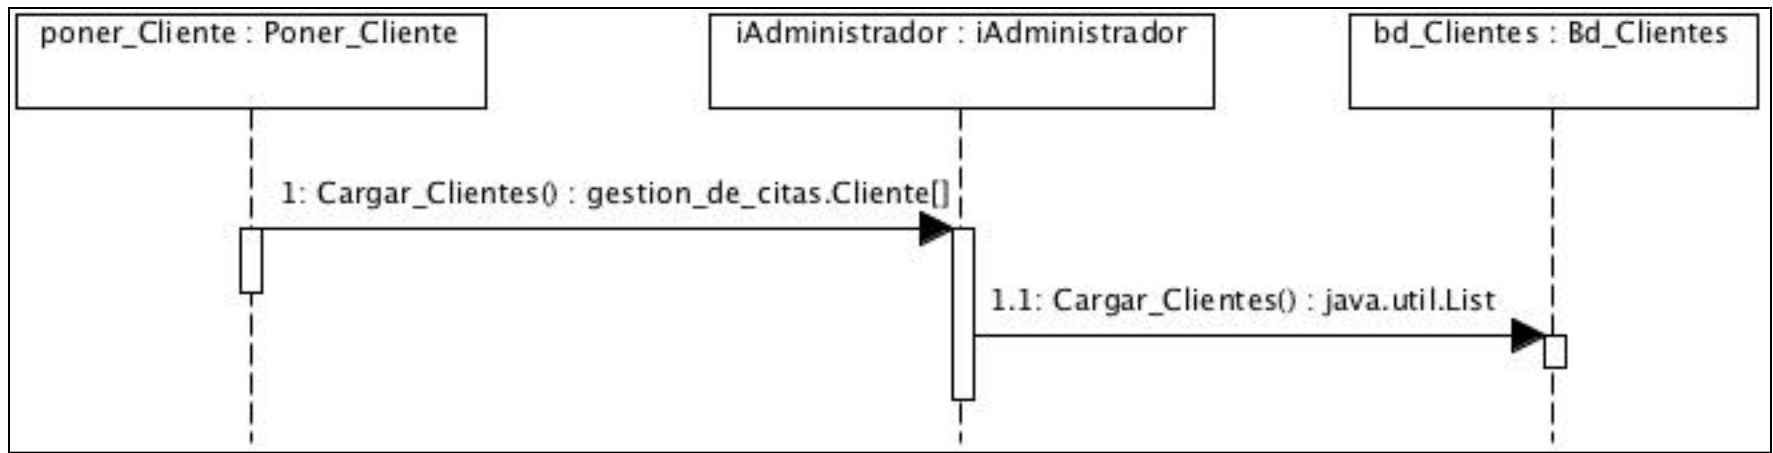 poner_Cliente : Poner_Cliente
iAdministrador : iAdministrador
bd_Clientes : Bd_Clientes
1: Cargar_Clientes() : gestion_de_citas.Cliente[]
1.1: Cargar_Clientes() : java.util.List